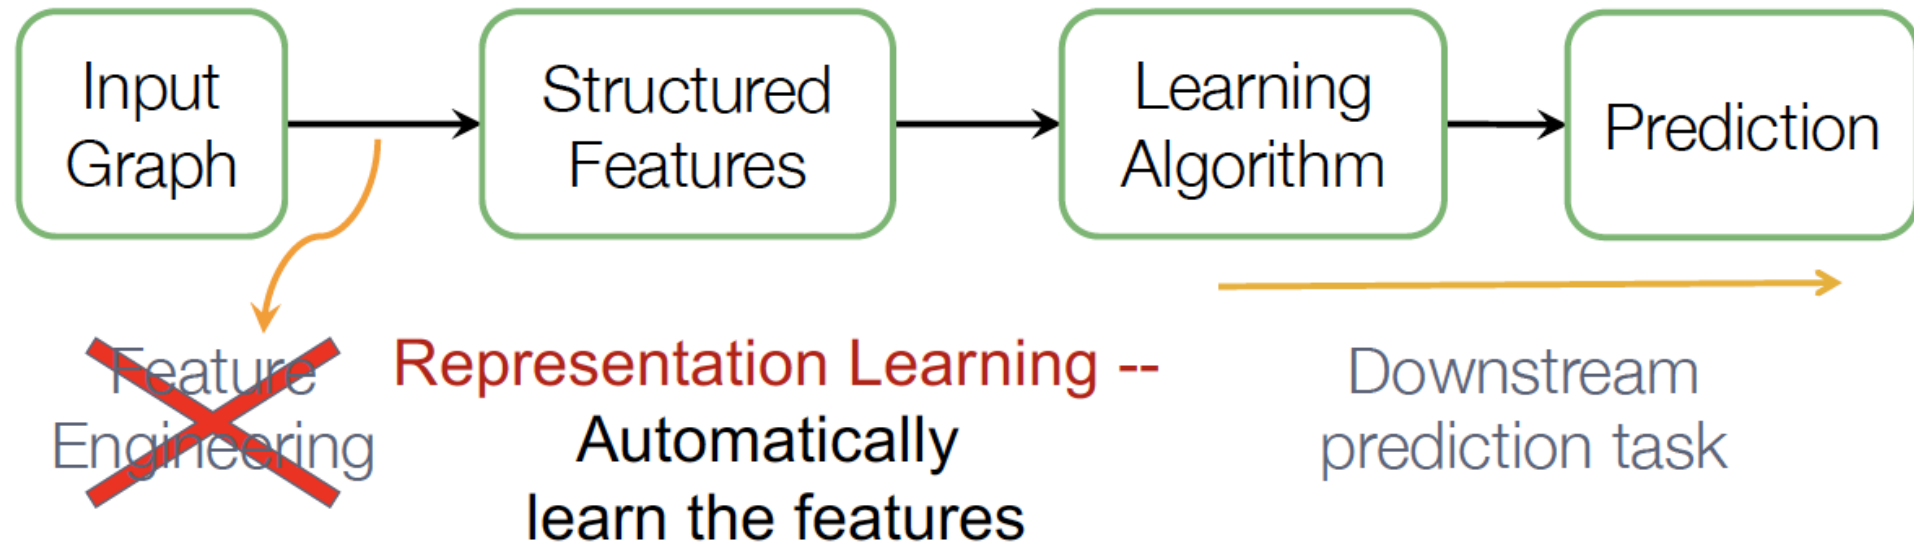 Input
Graph
Structured
Features
Learning
Algorithm
Prediction
Feature
Engineering
Representation Learning --
Automatically
learn the features
Downstream
prediction task